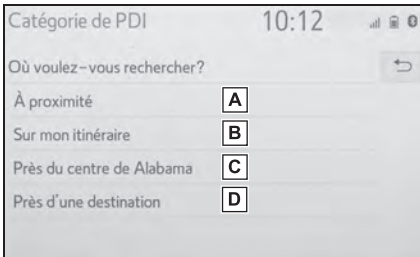 Catégorie de PDI 10:12
Où voulez-vous rechercher?
À proximité A
Sur mon itinéraire B
Près du centre de Alabama C
Près d'une destination D